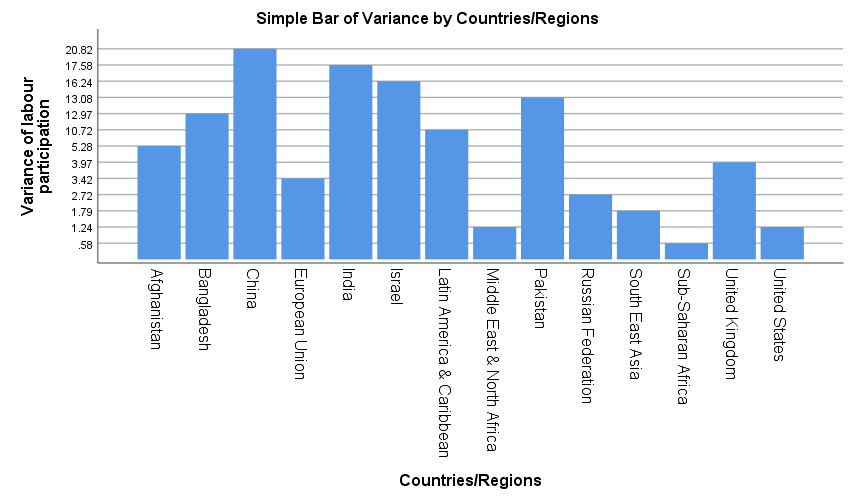 Simple Bar of Variance by Countries/Regions
Variance of labour
participation
20.82
17.58
16.24
13.08
12.97
10.72
5.28
3.97
3.42
2.72
1.79
1.24
.58
Afghanistan
Bangladesh
China
European Union
India
Israel
Latin America & Caribbean
Middle East & North Africa
Pakistan
Russian Federation
South East Asia
Sub-Saharan Africa
United Kingdom
United States
Countries/Regions